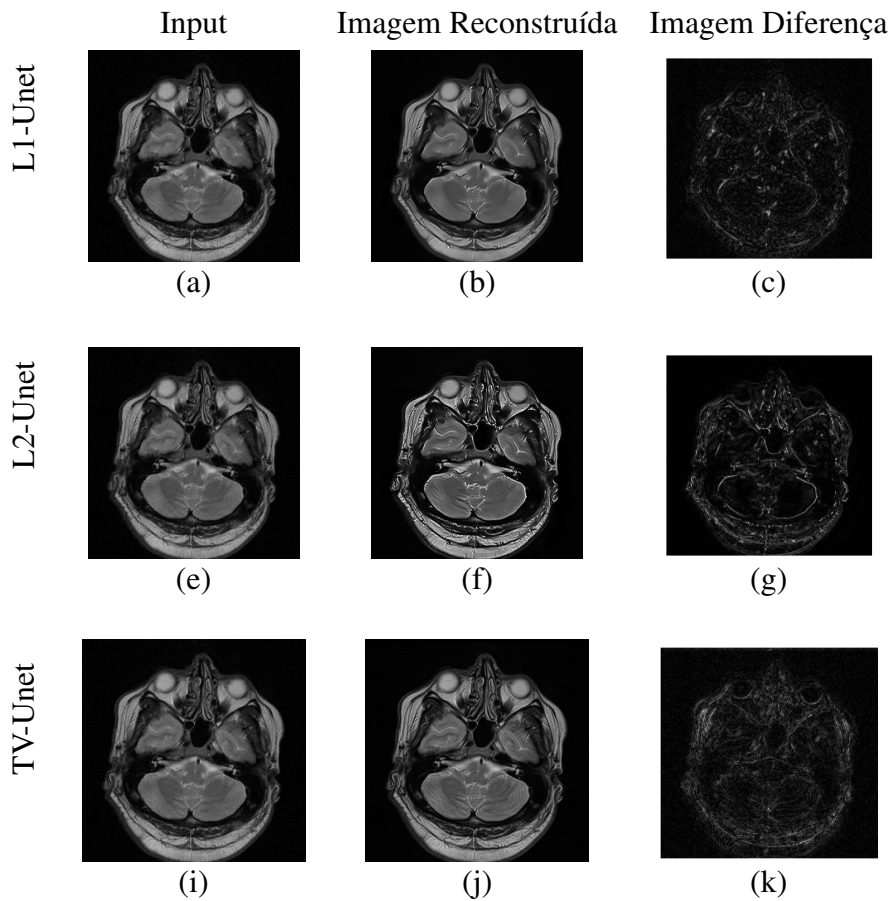 Input Imagem Reconstruída Imagem Diferença
L1-Unet
(a) (b) (c)
L2-Unet
(e) (f) (g)
TV-Unet
(i) (j) (k)